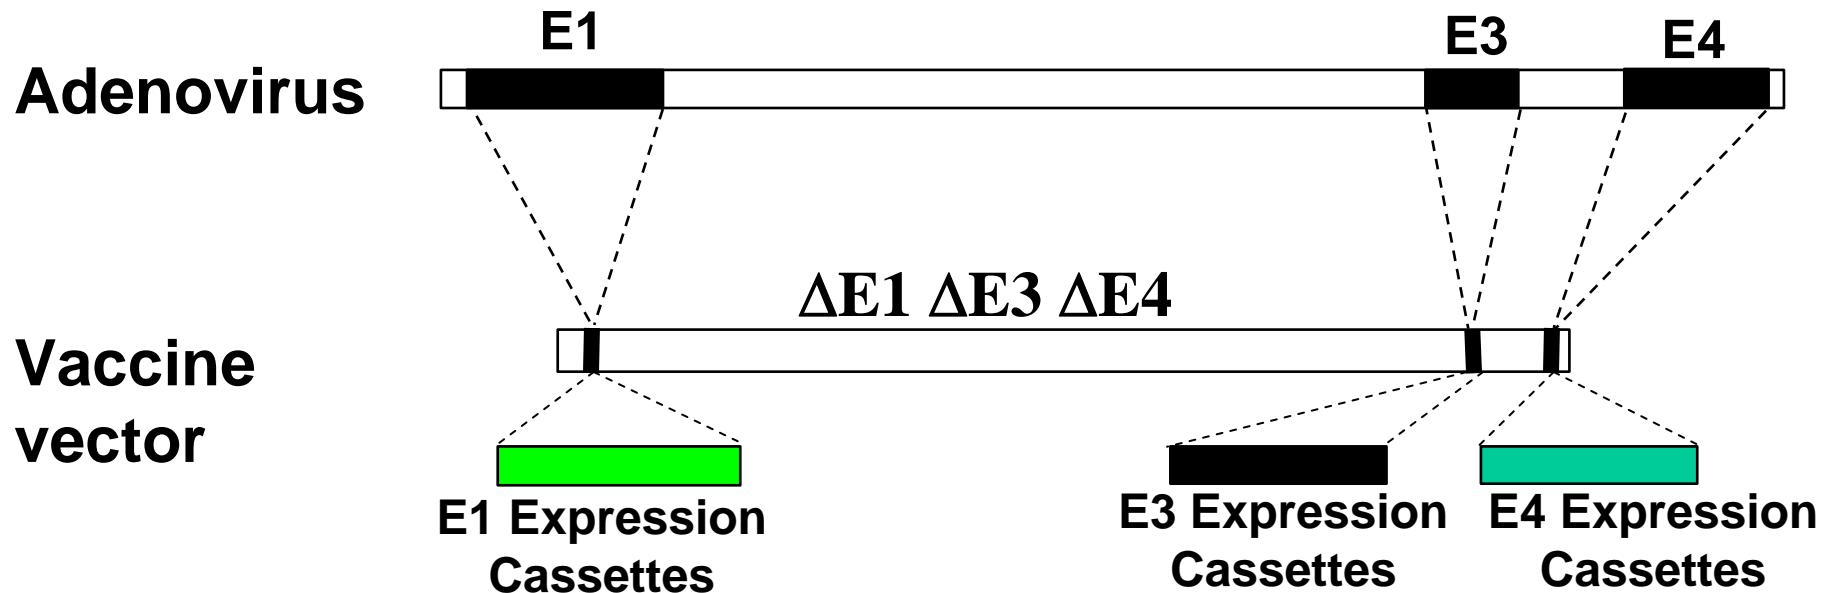 E1
E3
E4
Adenovirus
ΔE1 ΔE3 ΔE4
Vaccine
vector
E1 Expression
Cassettes
E3 Expression
Cassettes
E4 Expression
Cassettes